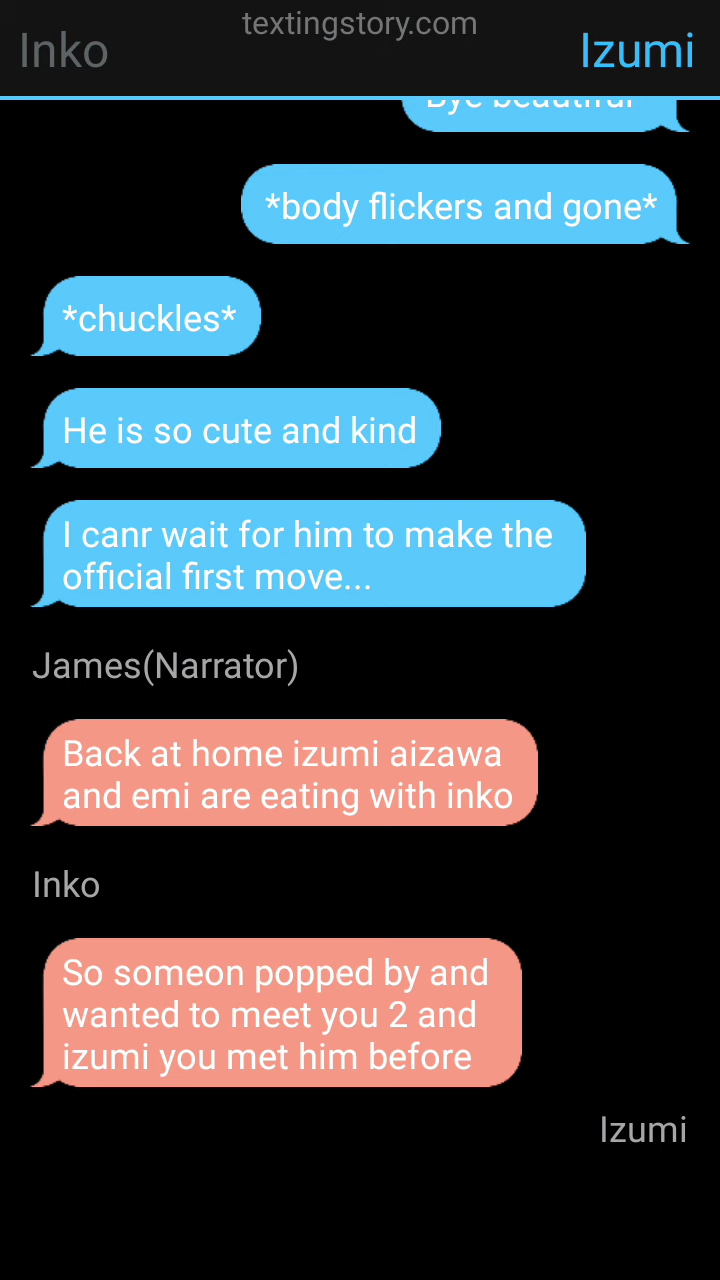 textingstory.com
Inko
Izumi
Bye beautiful
*body flickers and gone*
*chuckles*
He is so cute and kind
I canr wait for him to make the
official first move...
James(Narrator)
Back at home izumi aizawa
and emi are eating with inko
Inko
So someon popped by and
wanted to meet you 2 and
izumi you met him before
Izumi